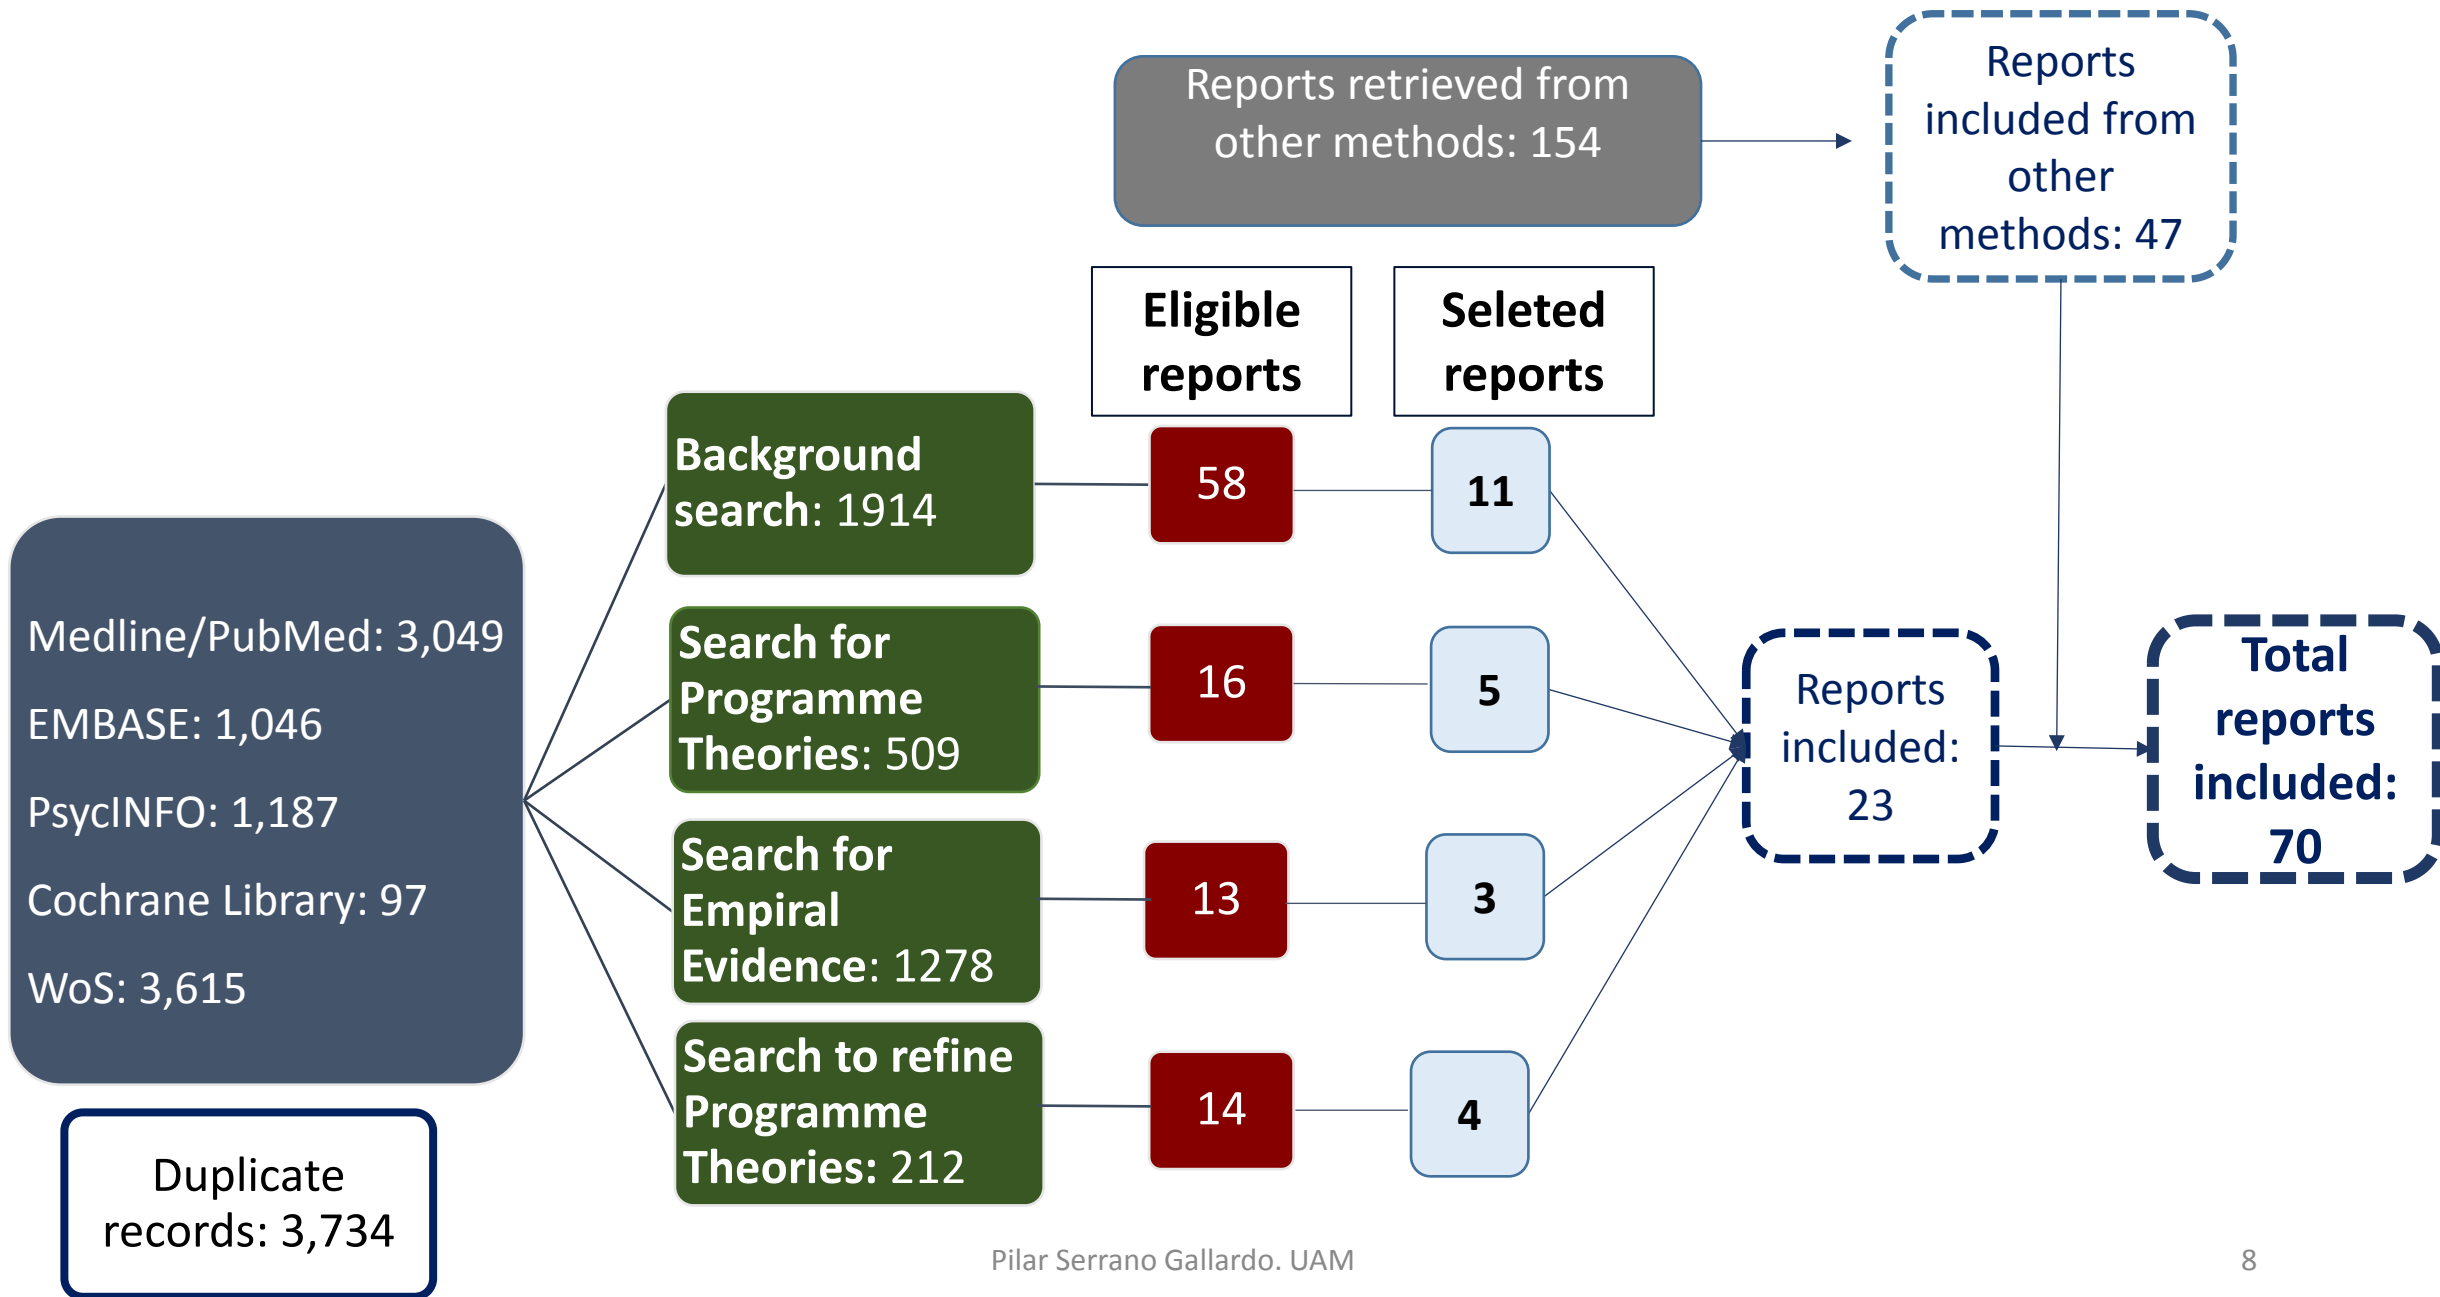 Reports retrieved from
other methods: 154
Reports
included from
other
methods: 47
Eligible
reports
Seleted
reports
Medline/PubMed: 3,049
EMBASE: 1,046
PsycINFO: 1,187
Cochrane Library: 97
WoS: 3,615
Duplicate
records: 3,734
Background
search: 1914
58
11
Search for
Programme
Theories: 509
16
5
Search for
Empiral
Evidence: 1278
13
3
Search to refine
Programme
Theories: 212
14
4
Reports
included:
23
Total
reports
included:
70
Pilar Serrano Gallardo. UAM
8